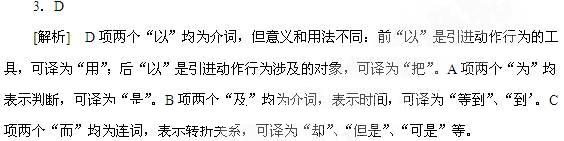 3．D
[解析] D 项两个“以”均为介词，但意义和用法不同：前“以”是引进动作行为的工
具，可译为“用”；后“以”是引进动作行为涉及的对象，可译为“把”。A 项两个“为”均
表示判断，可译为“是”。B 项两个“及”均为介词，表示时间，可译为“等到”、“到’。C
项两个“而”均为连词，表示转折关系，可译为“却”、“但是”、“可是”等。